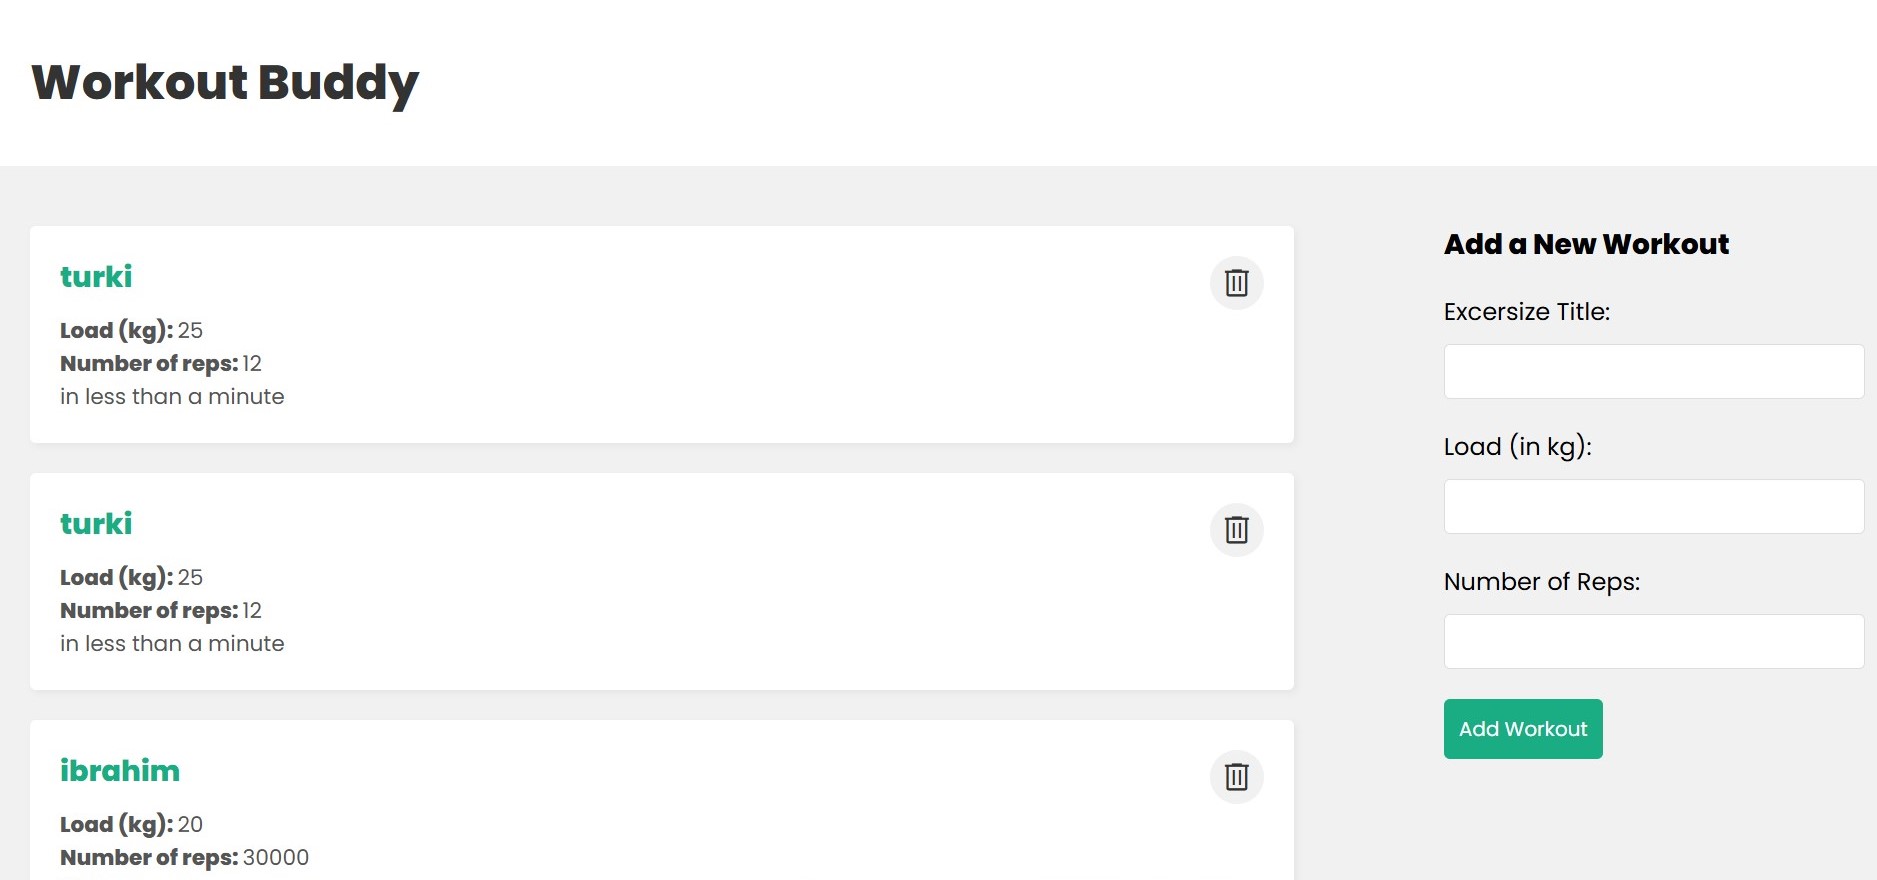 Workout Buddy
turki
Load (kg): 25
Number of reps: 12
in less than a minute
turki
Load (kg): 25
Number of reps: 12
in less than a minute
ibrahim
Load (kg): 20
Number of reps: 30000
Add a New Workout
Excersize Title:
Load (in kg):
Number of Reps:
Add Workout